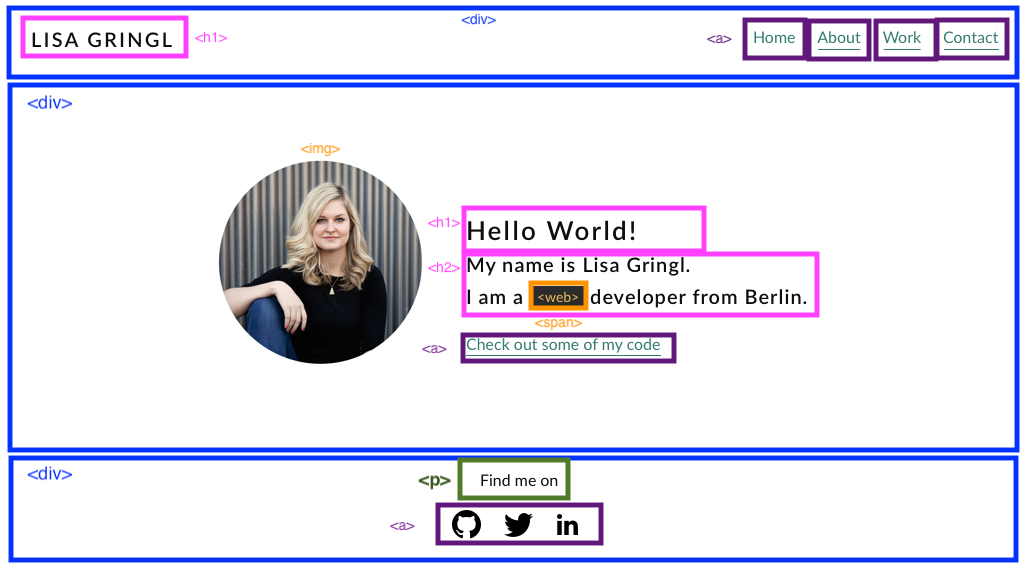 <div>
LISA GRINGL <h1> <a> Home About Work Contact
<div>
<img>
<h1> Hello World!
<h2> My name is Lisa Gringl.
I am a <web> developer from Berlin.
<span>
<a> Check out some of my code
<div> <p> Find me on
<a> in